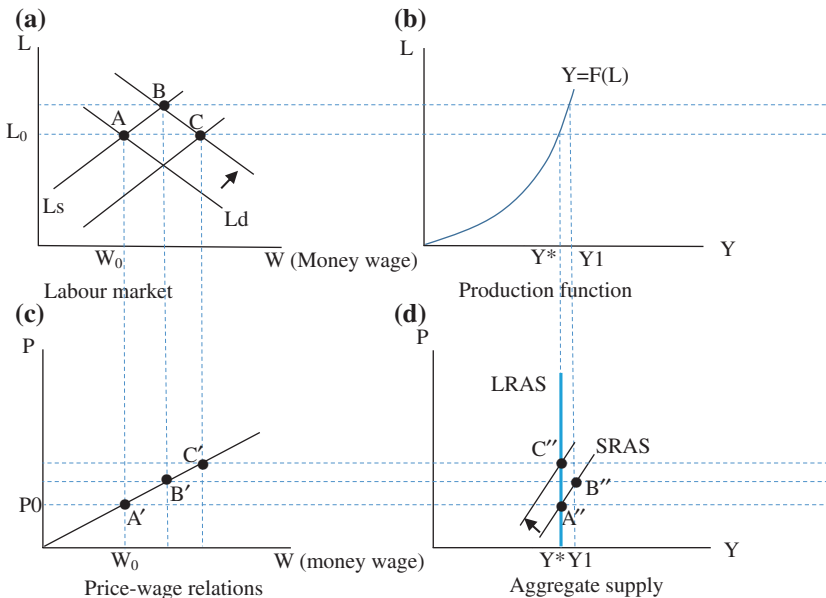 (a)
L
A
B
C
L₀
Ls
Ld
W₀
W (Money wage)
Labour market
(b)
L
Y=F(L)
Y* Y1
Y
Production function
(c)
P
C′
B′
A′
P0
W₀
W (money wage)
Price-wage relations
(d)
P
LRAS
SRAS
C′′
B′′
A′′
Y* Y1
Y
Aggregate supply